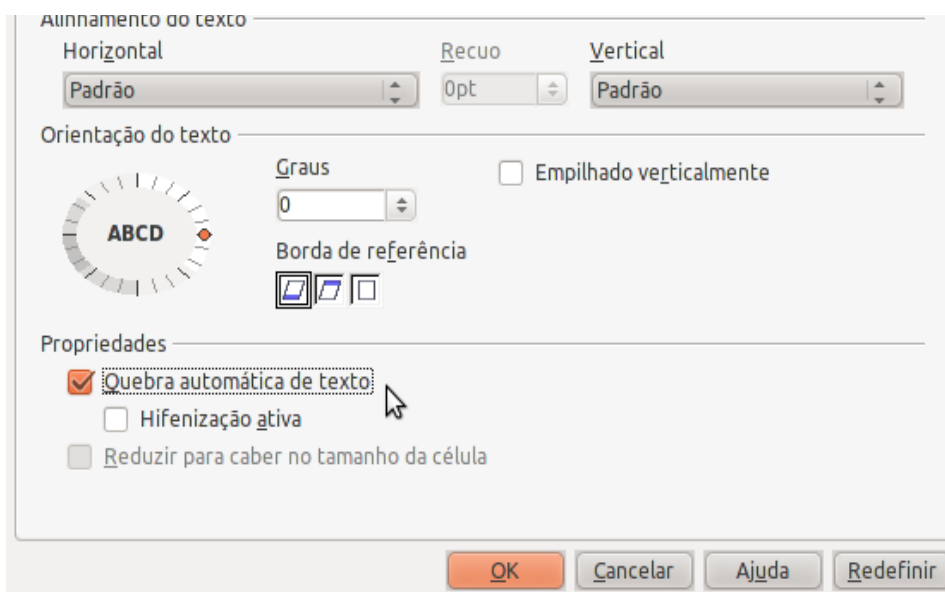 Alinhamento do texto
Horizontal Recuo Vertical
Padrão 0pt Padrão
Orientação do texto
Graus
0
Empilhado verticalmente
ABCD
Borda de referência
Propriedades
Quebra automática de texto
Hifenização ativa
Reduzir para caber no tamanho da célula
OK Cancelar Ajuda Redefinir